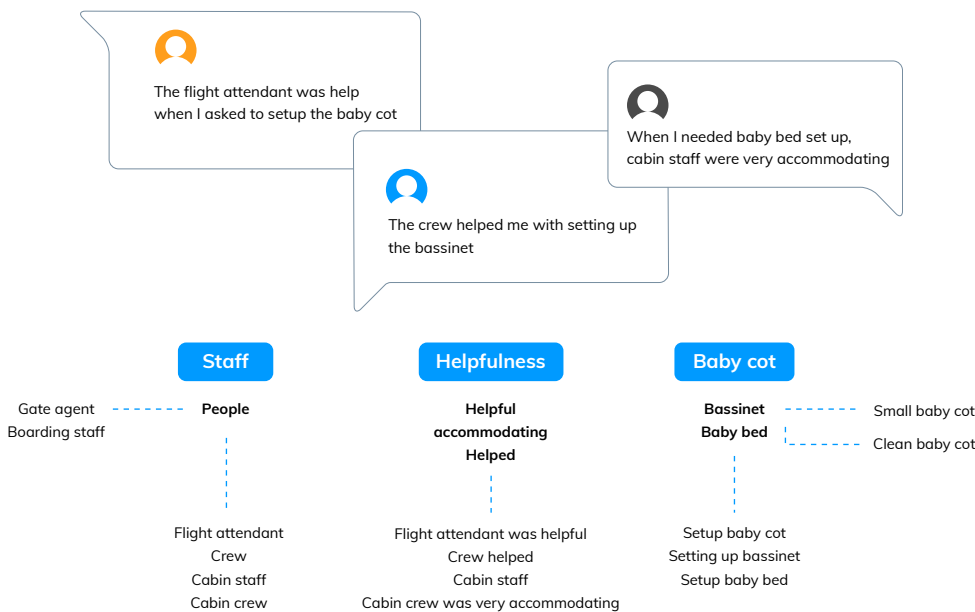 The flight attendant was help
when I asked to setup the baby cot
When I needed baby bed set up,
cabin staff were very accommodating
The crew helped me with setting up
the bassinet
Staff
Helpfulness
Baby cot
Gate agent
Boarding staff
People
Helpful
accommodating
Helped
Bassinet
Baby bed
Small baby cot
Clean baby cot
Flight attendant
Crew
Cabin staff
Cabin crew
Flight attendant was helpful
Crew helped
Cabin staff
Cabin crew was very accommodating
Setup baby cot
Setting up bassinet
Setup baby bed